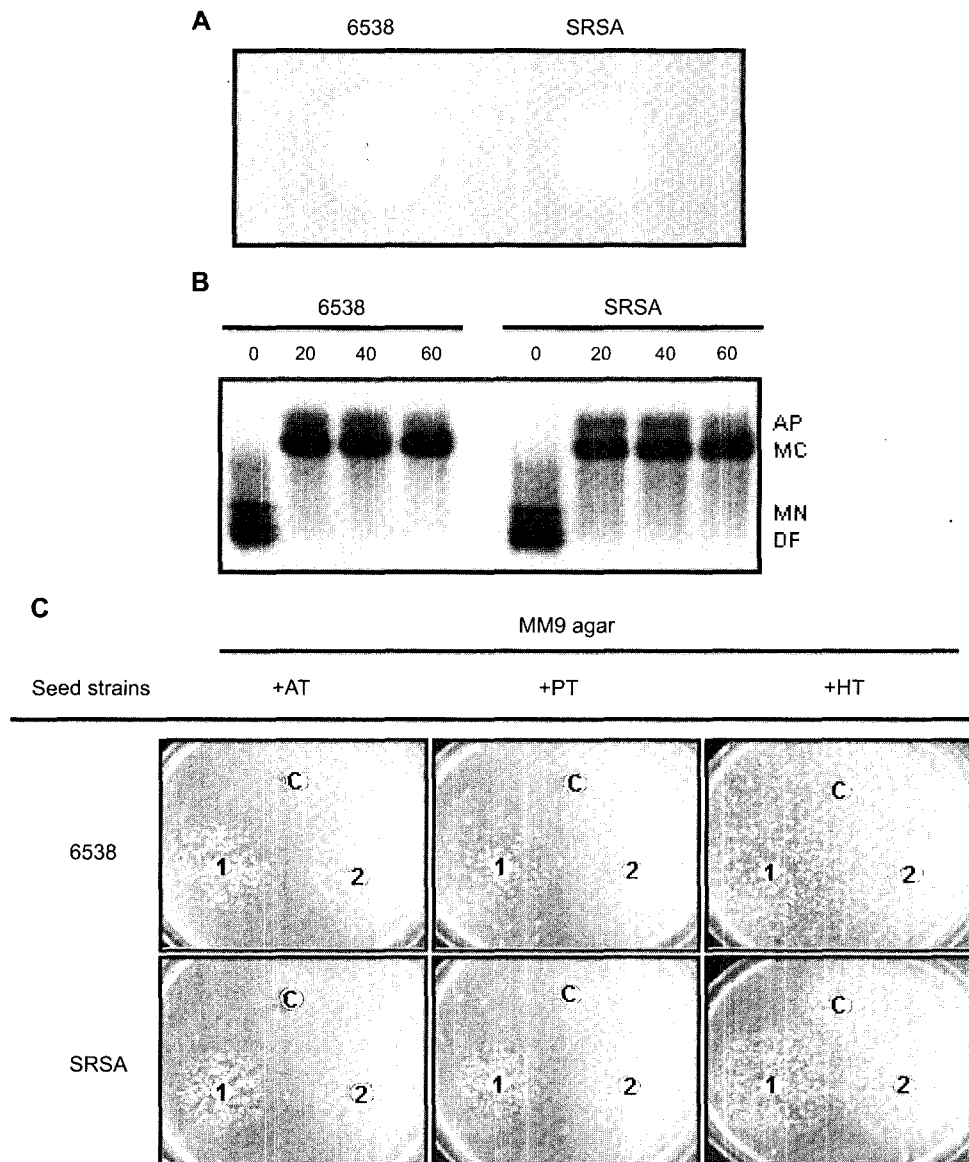 A
6538 SRSA
B
6538 SRSA
0 20 40 60 0 20 40 60
AP
MC
MN
DF
C
MM9 agar
Seed strains +AT +PT +HT
6538
C C C
1 2 1 2 1 2
SRSA
C C C
1 2 1 2 1 2